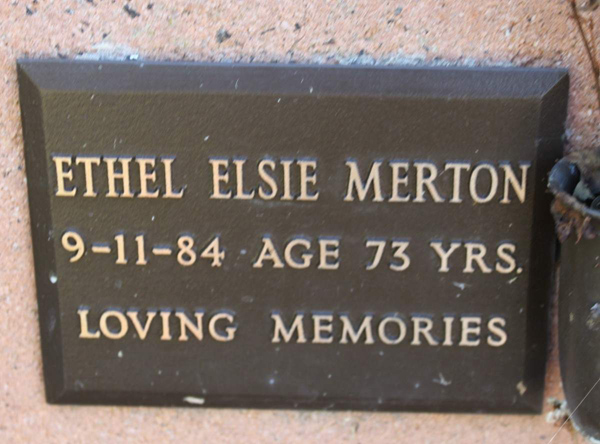 ETHEL ELSIE MERTON
9-11-84 AGE 73 YRS.
LOVING MEMORIES